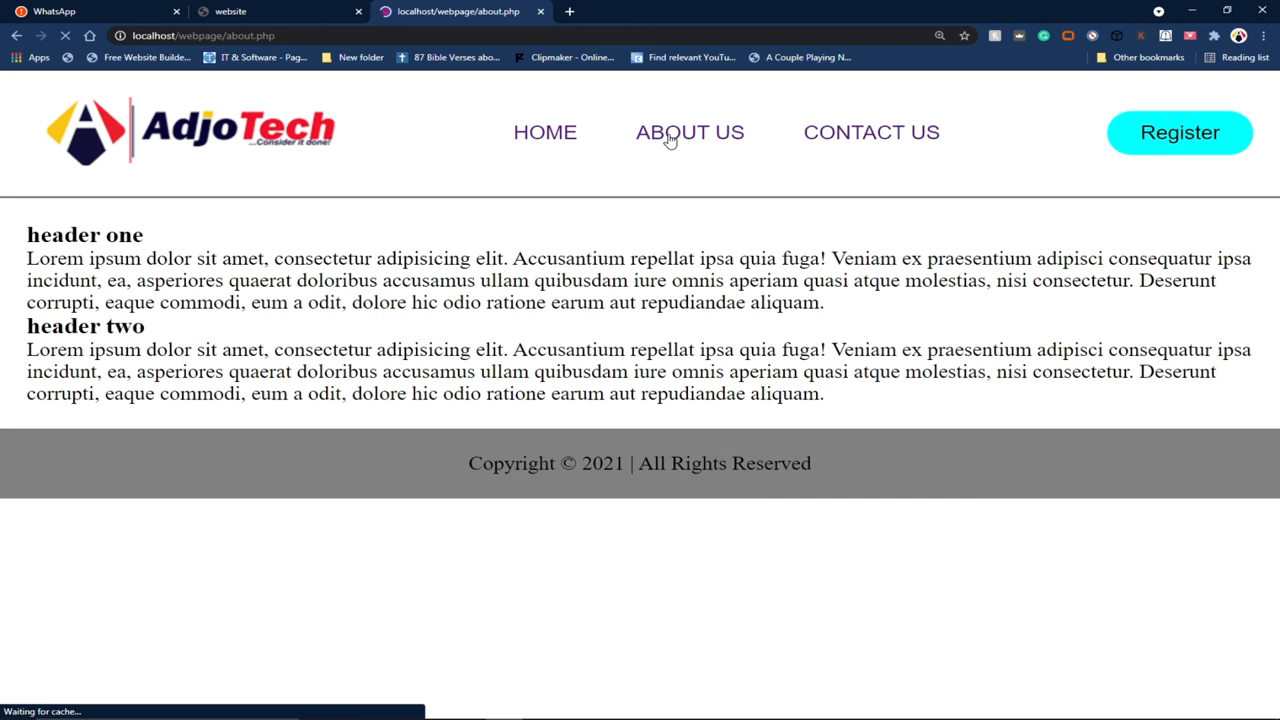 WhatsApp
website
localhost/webpage/about.php
localhost/webpage/about.php
Apps
Free Website Builde...
IT & Software - Pag...
New folder
87 Bible Verses abo...
Clipmaker - Online...
Find relevant YouTu...
A Couple Playing N...
Other bookmarks
Reading list
AdjoTech
...Consider it done!
HOME
ABOUT US
CONTACT US
Register
header one
Lorem ipsum dolor sit amet, consectetur adipisicing elit. Accusantium repellat ipsa quia fuga! Veniam ex praesentium adipisci consequatur ipsa
incidunt, ea, asperiores quaerat doloribus accusamus ullam quibusdam iure omnis aperiam quasi atque molestias, nisi consectetur. Deserunt
corrupti, eaque commodi, eum a odit, dolore hic odio ratione earum aut repudiandae aliquam.
header two
Lorem ipsum dolor sit amet, consectetur adipisicing elit. Accusantium repellat ipsa quia fuga! Veniam ex praesentium adipisci consequatur ipsa
incidunt, ea, asperiores quaerat doloribus accusamus ullam quibusdam iure omnis aperiam quasi atque molestias, nisi consectetur. Deserunt
corrupti, eaque commodi, eum a odit, dolore hic odio ratione earum aut repudiandae aliquam.
Copyright © 2021 | All Rights Reserved
Waiting for cache...